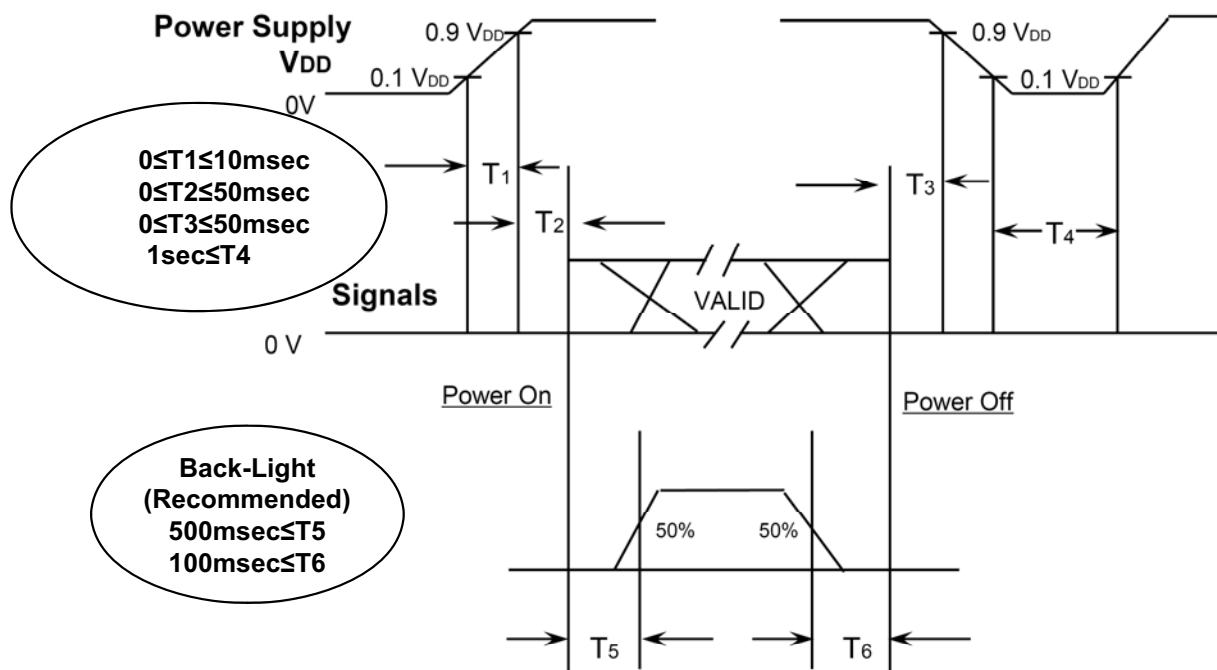 Power Supply
VDD
0.9 VDD
0.1 VDD
0V
0.9 VDD
0.1 VDD
0≤T1≤10msec
0≤T2≤50msec
0≤T3≤50msec
1sec≤T4
T1
T2
T3
T4
Signals
VALID
0 V
Power On
Power Off
Back-Light
(Recommended)
500msec≤T5
100msec≤T6
50%
50%
T5
T6